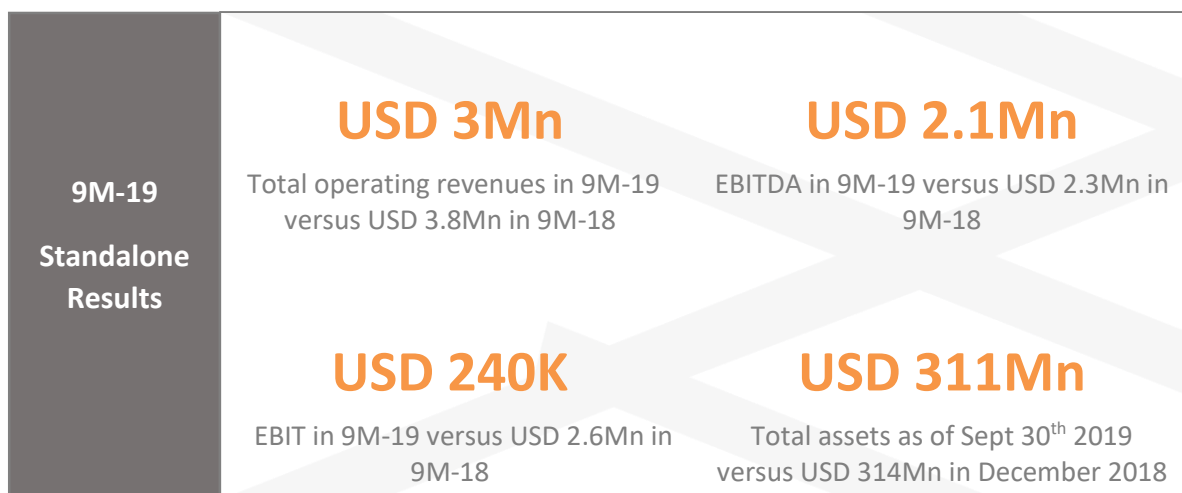 9M-19
Standalone
Results
USD 3Mn
Total operating revenues in 9M-19
versus USD 3.8Mn in 9M-18
USD 2.1Mn
EBITDA in 9M-19 versus USD 2.3Mn in
9M-18
USD 240K
EBIT in 9M-19 versus USD 2.6Mn in
9M-18
USD 311Mn
Total assets as of Sept 30th 2019
versus USD 314Mn in December 2018